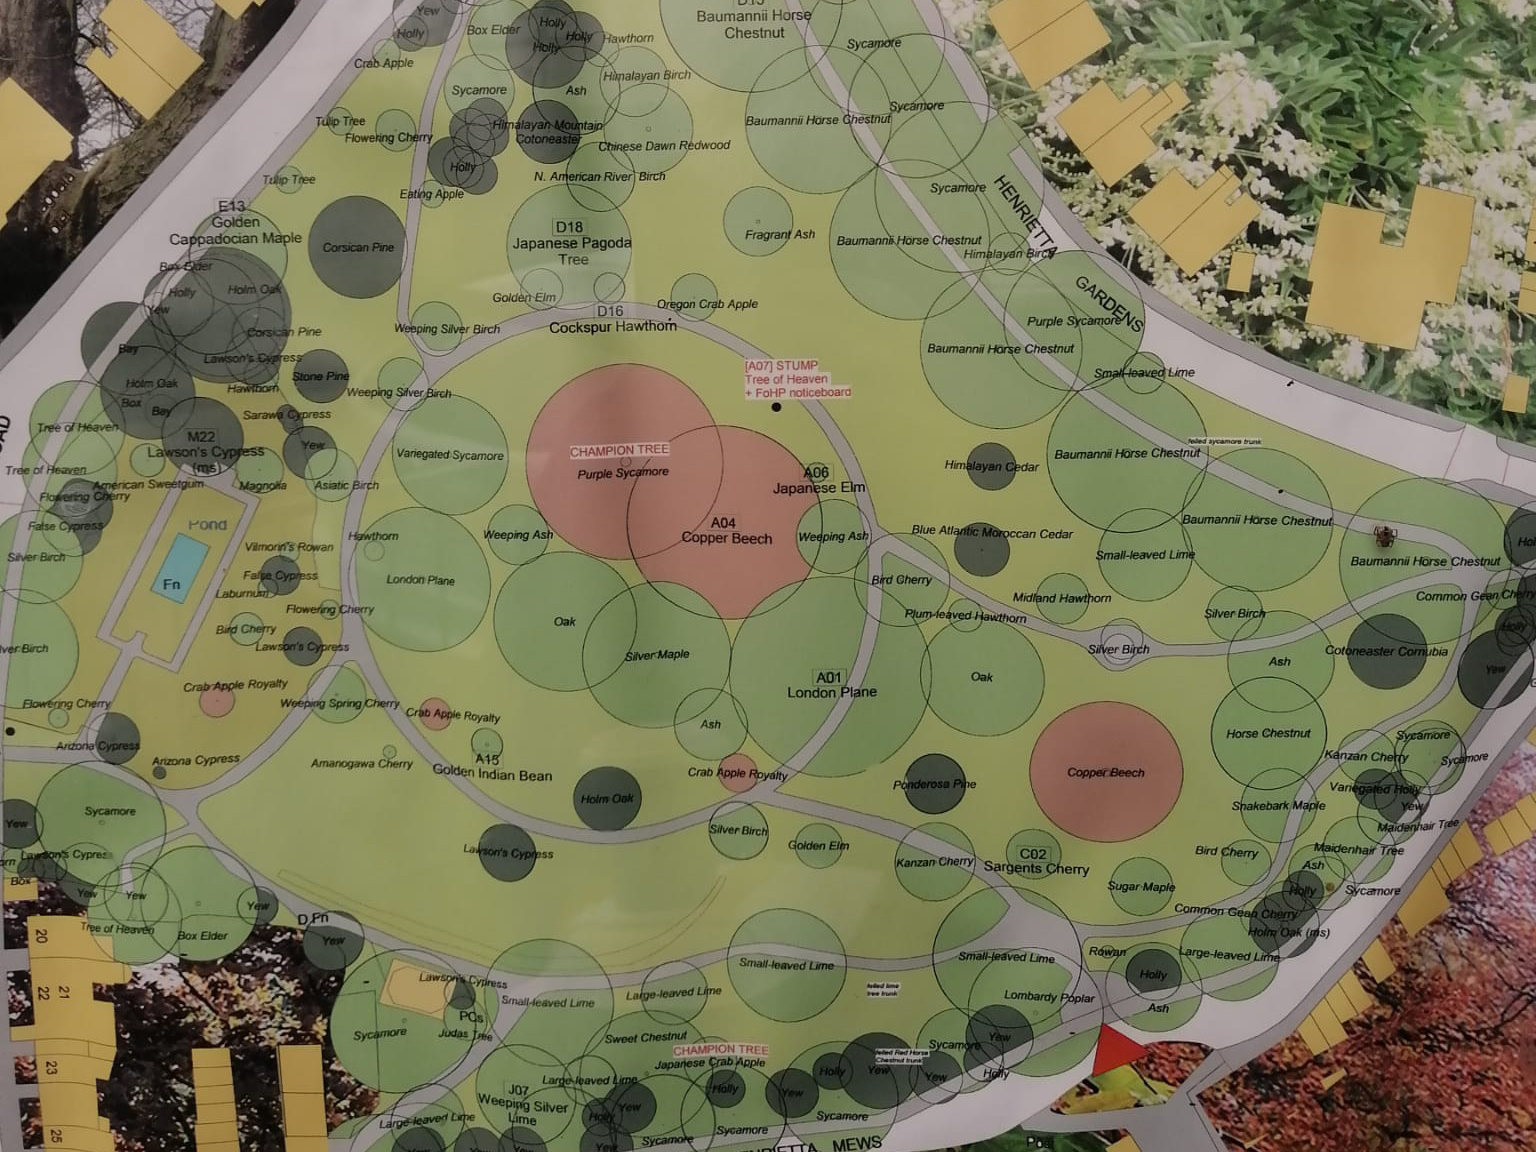 Yew
Holly
Crab Apple
Box Elder
Holly
Holly
Holly
Hawthorn
Baumannii Horse
Chestnut
Sycamore
Himalayan Birch
Sycamore
Ash
Sycamore
Tulip Tree
Flowering Cherry
Himalayan Mountain
Cotoneaster
Baumannii Horse Chestnut
Chinese Dawn Redwood
Holly
Tulip Tree
Eating Apple
N. American River Birch
Sycamore
HENRIETTA
GARDENS
E13
Golden
Cappadocian Maple
Corsican Pine
D18
Japanese Pagoda
Tree
Fragrant Ash
Baumannii Horse Chestnut
Himalayan Birch
Box Elder
Holly
Holm Oak
Yew
Golden Elm
D16
Cockspur Hawthorn
Oregon Crab Apple
Purple Sycamore
Corsican Pine
Weeping Silver Birch
Bay
Lawson's Cypress
Baumannii Horse Chestnut
Small-leaved Lime
Holm Oak
Hawthorn
Stone Pine
Weeping Silver Birch
[A07] STUMP
Tree of Heaven
+ FoHP noticeboard
Box
Bay
Sarawa Cypress
Tree of Heaven
M22
Lawson's Cypress
(ms)
Yew
Variegated Sycamore
CHAMPION TREE
Purple Sycamore
A06
Japanese Elm
Himalayan Cedar
Baumannii Horse Chestnut
felled sycamore trunk
Tree of Heaven
American Sweetgum
Magnolia
Asiatic Birch
Flowering Cherry
False Cypress
Pond
Hawthorn
Weeping Ash
A04
Copper Beech
Weeping Ash
Blue Atlantic Moroccan Cedar
Baumannii Horse Chestnut
Silver Birch
Vilmorin's Rowan
Small-leaved Lime
Baumannii Horse Chestnut
Fn
False Cypress
Laburnum
London Plane
Bird Cherry
Midland Hawthorn
Common Gean Cherry
Flowering Cherry
Bird Cherry
Oak
Plum-leaved Hawthorn
Silver Birch
Holly
Lawson's Cypress
Silver Maple
Silver Birch
Ash
Cotoneaster Cornubia
Yew
Crab Apple Royalty
A01
London Plane
Oak
Flowering Cherry
Weeping Spring Cherry
Crab Apple Royalty
Ash
Horse Chestnut
Sycamore
Arizona Cypress
Arizona Cypress
Amanogawa Cherry
A15
Golden Indian Bean
Crab Apple Royalty
Ponderosa Pine
Copper Beech
Kanzan Cherry
Sycamore
Sycamore
Holm Oak
Shakebark Maple
Variegated Holly
Yew
Yew
Silver Birch
Golden Elm
Maidenhair Tree
Lawson's Cypress
Lawson's Cypress
Kanzan Cherry
C02
Sargents Cherry
Bird Cherry
Maidenhair Tree
Ash
Box
Yew
Yew
Yew
Sugar Maple
Holly
Sycamore
Tree of Heaven
Box Elder
D Fn
Yew
Common Gean Cherry
Holm Oak (ms)
20
21
22
23
25
Lawson's Cypress
Small-leaved Lime
Small-leaved Lime
Rowan
Large-leaved Lime
Holly
Small-leaved Lime
Large-leaved Lime
felled lime
tree trunk
Lombardy Poplar
Ash
PCs
Sycamore
Judas Tree
Sweet Chestnut
CHAMPION TREE
Japanese Crab Apple
felled Red Horse
Chestnut trunk
Sycamore
Yew
Large-leaved Lime
J07
Weeping Silver
Lime
Holly
Yew
Holly
Yew
Holly
Yew
Yew
Holly
Large-leaved Lime
Yew
Sycamore
Sycamore
Sycamore
HENRIETTA MEWS